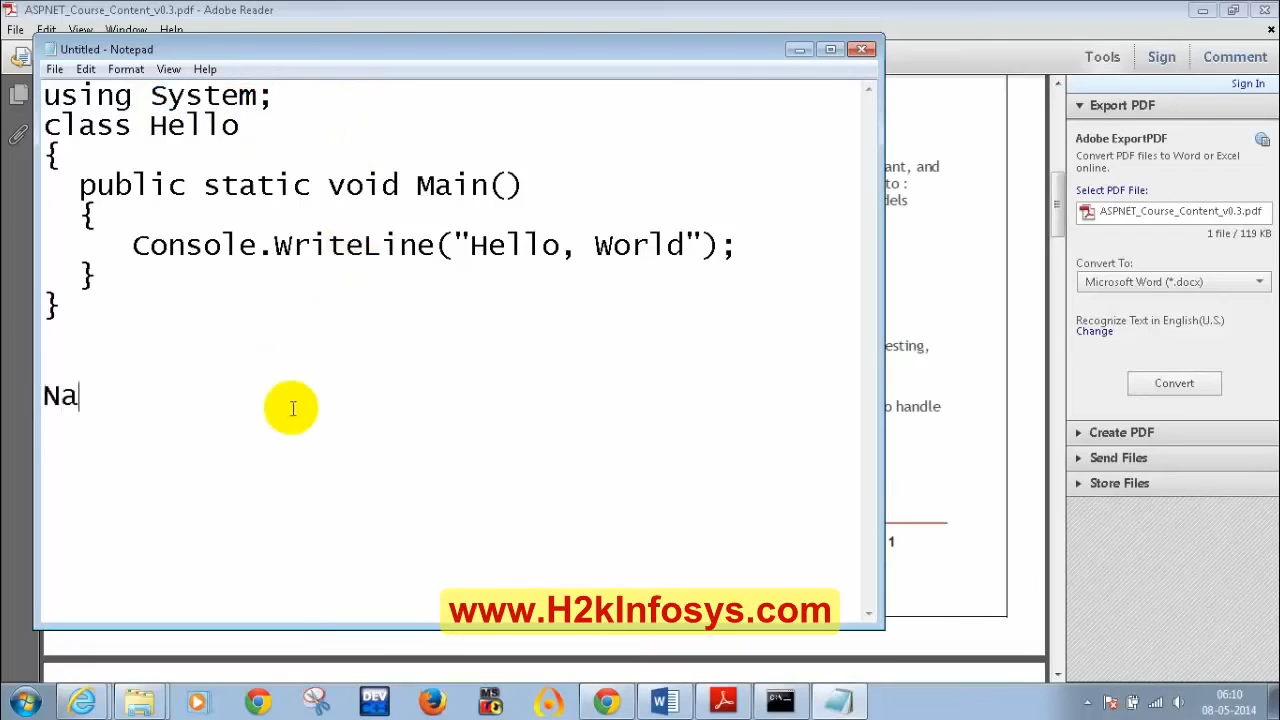 ASPNET_Course_Content_v0.3.pdf - Adobe Reader
File Edit View Window Help
Untitled - Notepad
File Edit Format View Help
using System;
class Hello
{
public static void Main()
{
Console.WriteLine("Hello, World");
}
}
Na
ant, and
to :
dels
esting,
o handle
1
Tools Sign Comment
Sign In
Export PDF
Adobe ExportPDF
Convert PDF files to Word or Excel
online.
Select PDF File:
ASPNET_Course_Content_v0.3.pdf
1 file / 119 KB
Convert To:
Microsoft Word (*.docx)
Recognize Text in English(U.S.)
Change
Convert
Create PDF
Send Files
Store Files
www.H2kInfosys.com
DEV
MS
C:\.
06:10
08-05-2014